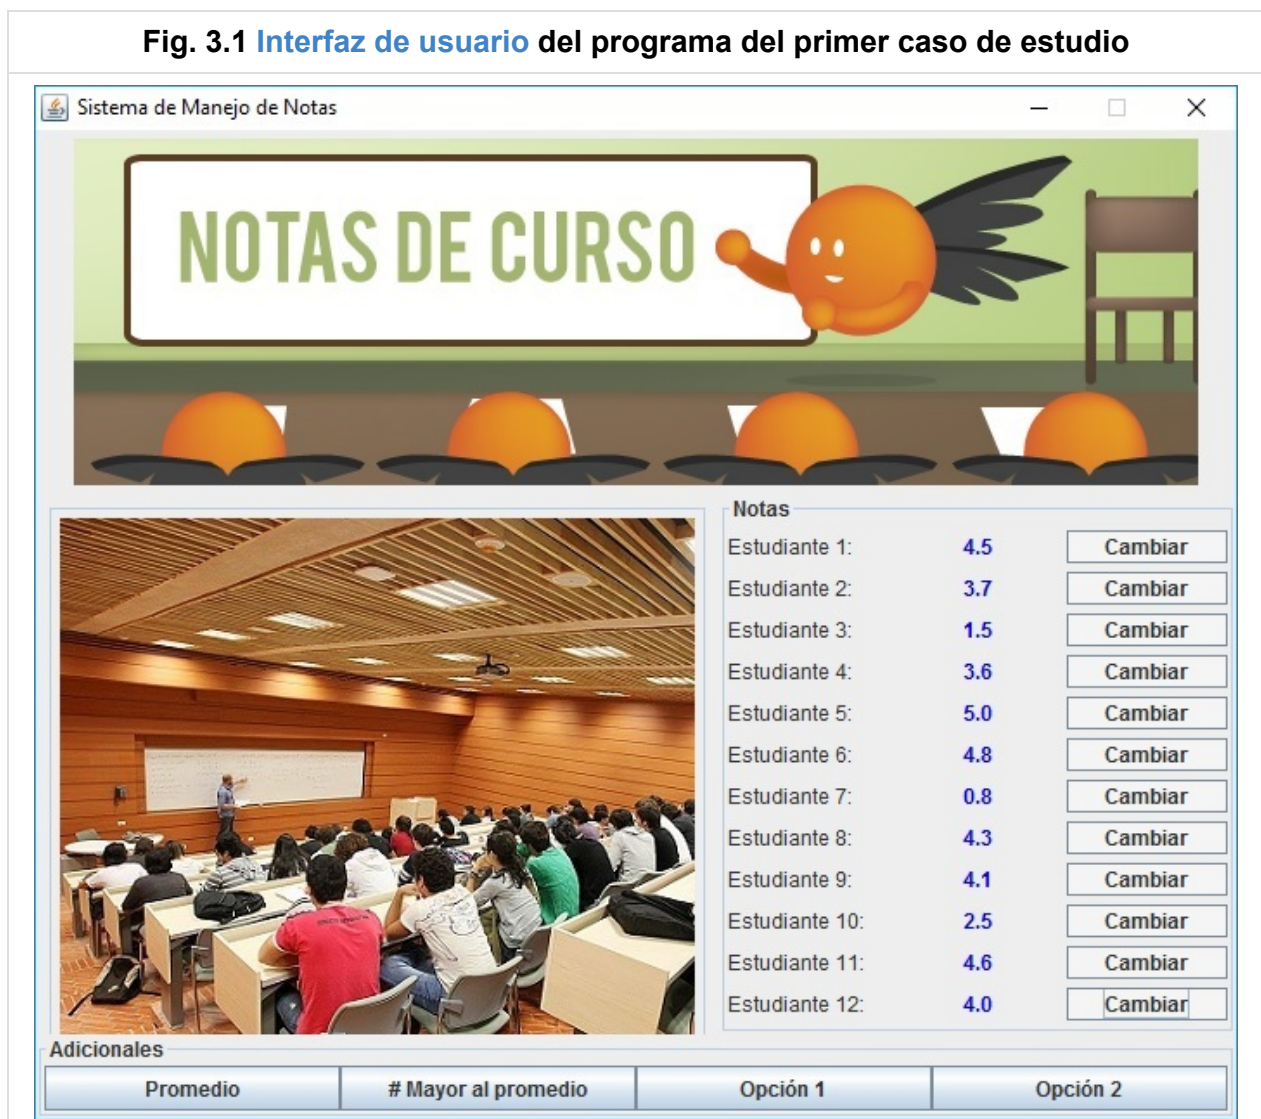 Fig. 3.1 Interfaz de usuario del programa del primer caso de estudio
Sistema de Manejo de Notas
NOTAS DE CURSO
Notas
Estudiante 1: 4.5 Cambiar
Estudiante 2: 3.7 Cambiar
Estudiante 3: 1.5 Cambiar
Estudiante 4: 3.6 Cambiar
Estudiante 5: 5.0 Cambiar
Estudiante 6: 4.8 Cambiar
Estudiante 7: 0.8 Cambiar
Estudiante 8: 4.3 Cambiar
Estudiante 9: 4.1 Cambiar
Estudiante 10: 2.5 Cambiar
Estudiante 11: 4.6 Cambiar
Estudiante 12: 4.0 Cambiar
Adicionales
Promedio # Mayor al promedio Opción 1 Opción 2